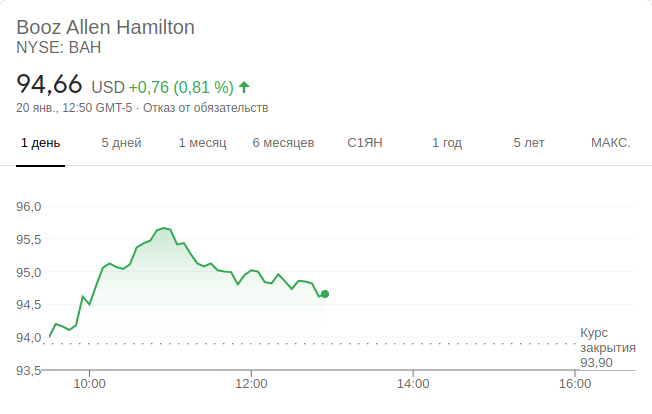 Booz Allen Hamilton
NYSE: BAH
94,66 USD +0,76 (0,81 %)
20 янв., 12:50 GMT-5 · Отказ от обязательств
1 день 5 дней 1 месяц 6 месяцев С1ЯН 1 год 5 лет МАКС.
96,0
95,5
95,0
94,5
94,0
93,5
Курс
закрытия
93,90
10:00 12:00 14:00 16:00